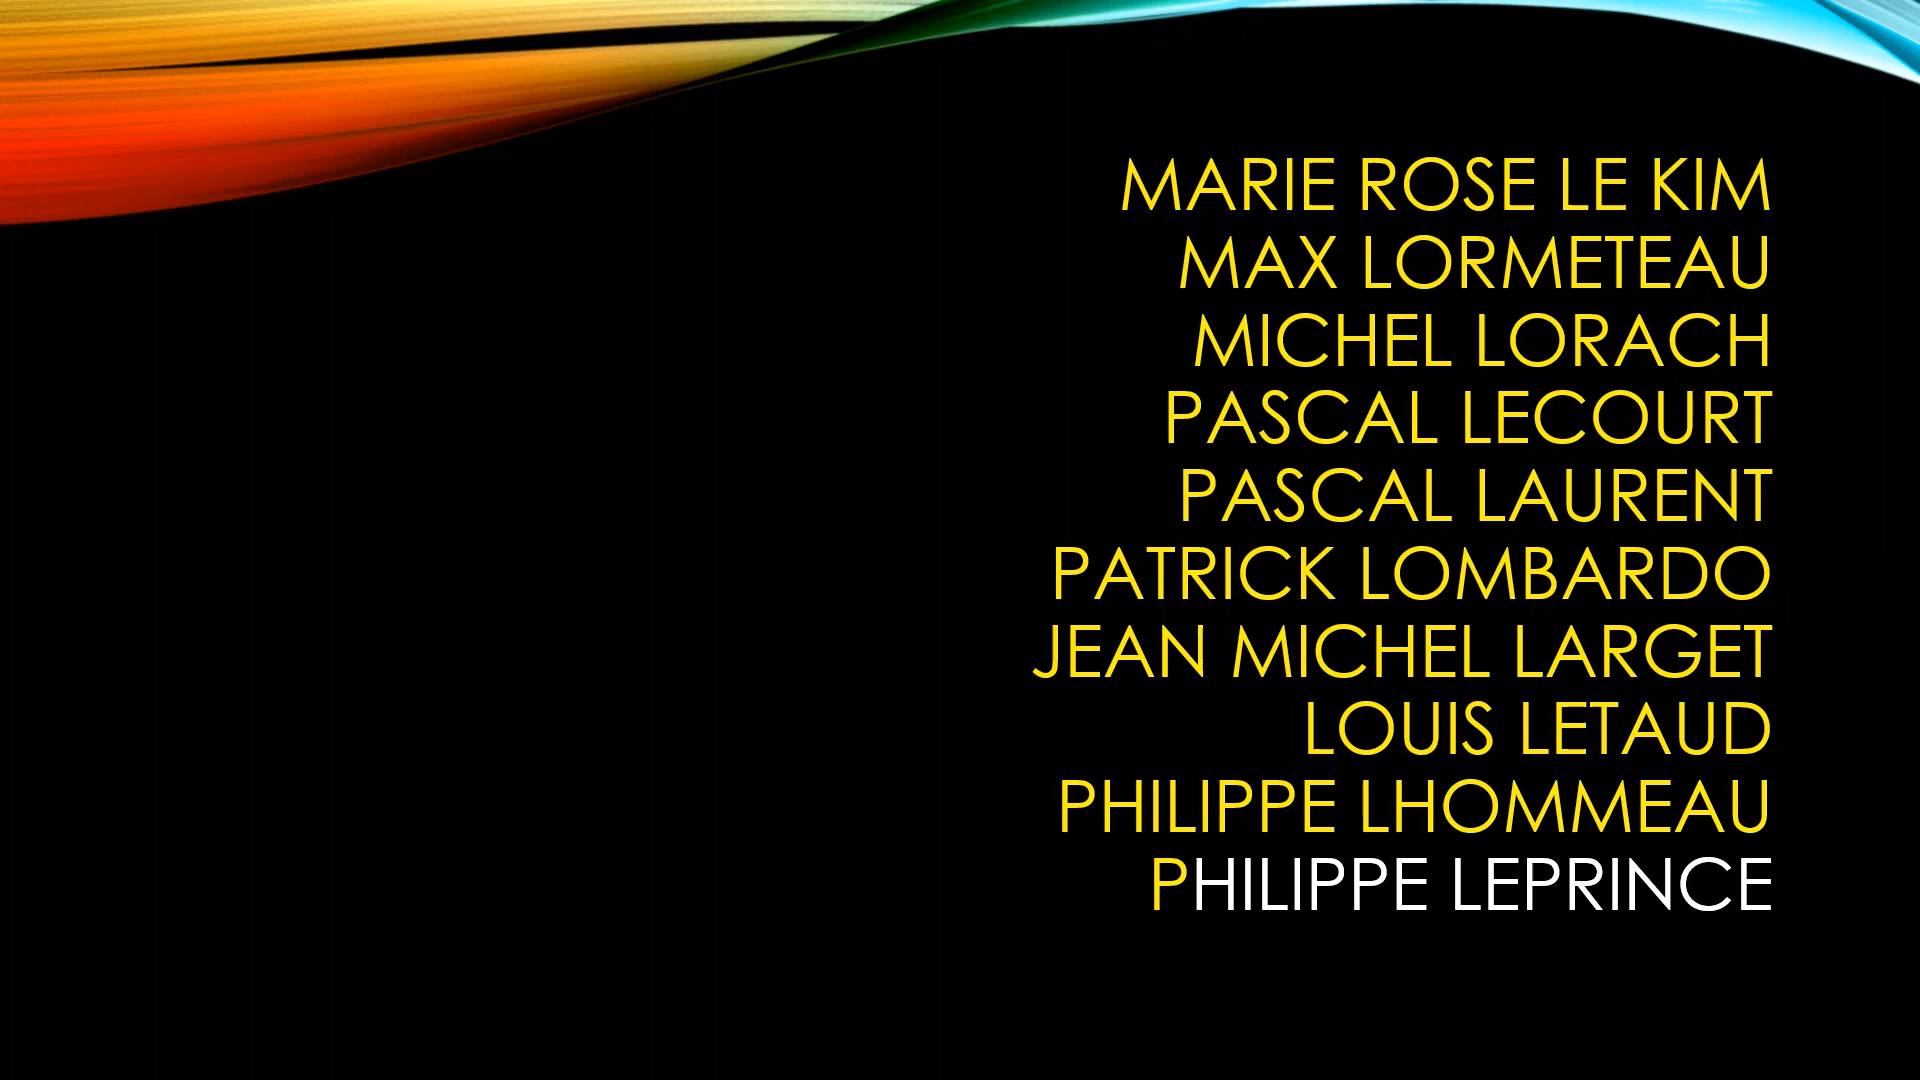 MARIE ROSE LE KIM
MAX LORMETEAU
MICHEL LORACH
PASCAL LECOURT
PASCAL LAURENT
PATRICK LOMBARDO
JEAN MICHEL LARGET
LOUIS LETAUD
PHILIPPE LHOMMEAU
PHILIPPE LEPRINCE